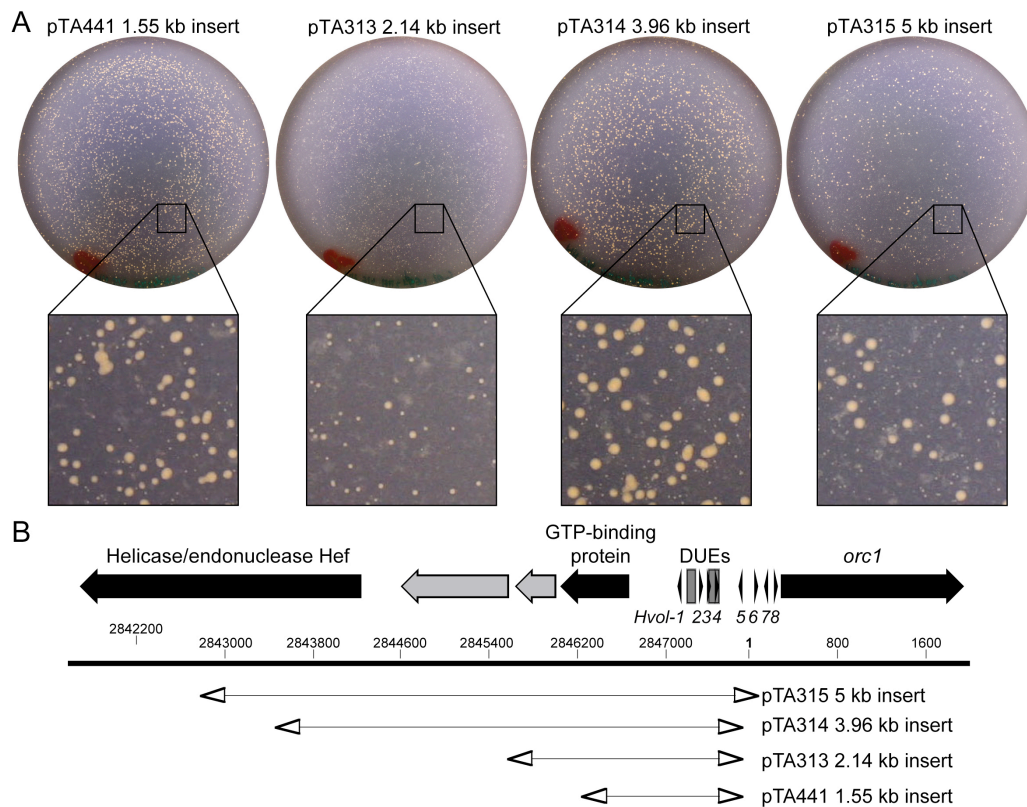 A
pTA441 1.55 kb insert
pTA313 2.14 kb insert
pTA314 3.96 kb insert
pTA315 5 kb insert
B
Helicase/endonuclease Hef
GTP-binding
protein
DUEs
orc1
Hvol-1 234 5 6 78
2842200 2843000 2843800 2844600 2845400 2846200 2847000 1 800 1600
pTA315 5 kb insert
pTA314 3.96 kb insert
pTA313 2.14 kb insert
pTA441 1.55 kb insert